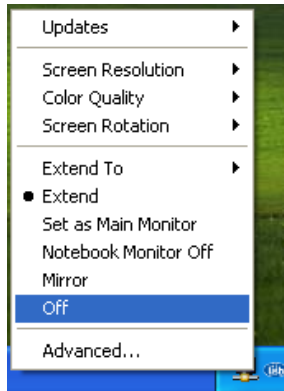 Updates
Screen Resolution
Color Quality
Screen Rotation
Extend To
Extend
Set as Main Monitor
Notebook Monitor Off
Mirror
Off
Advanced...